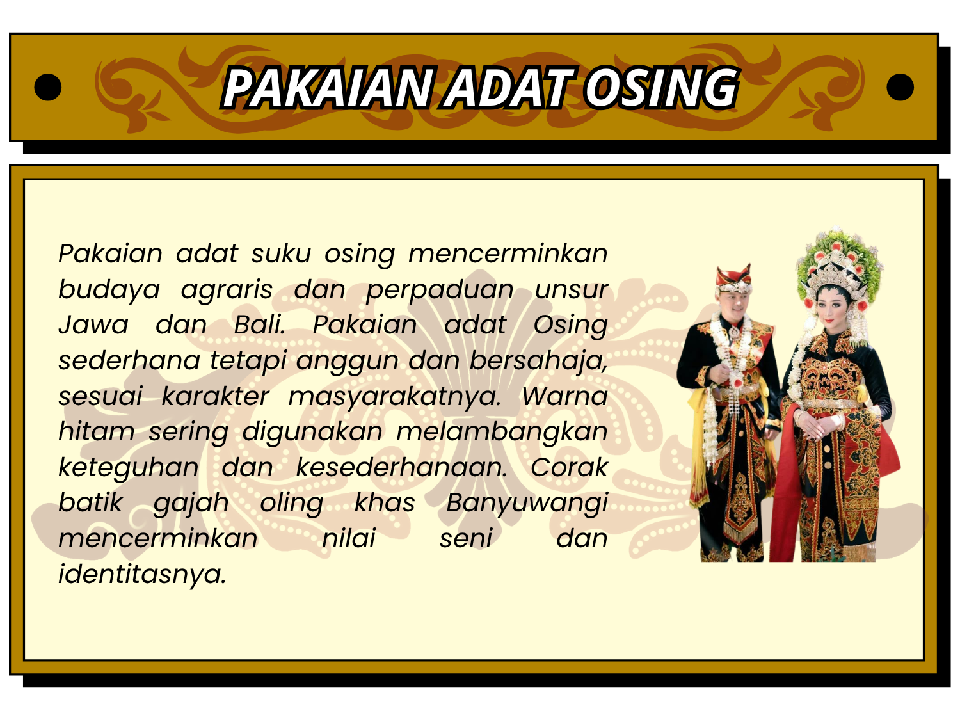 PAKAIAN ADAT OSING
Pakaian adat suku osing mencerminkan
budaya agraris dan perpaduan unsur
Jawa dan Bali. Pakaian adat Osing
sederhana tetapi anggun dan bersahaja,
sesuai karakter masyarakatnya. Warna
hitam sering digunakan melambangkan
keteguhan dan kesederhanaan. Corak
batik gajah oling khas Banyuwangi
mencerminkan nilai seni dan
identitasnya.